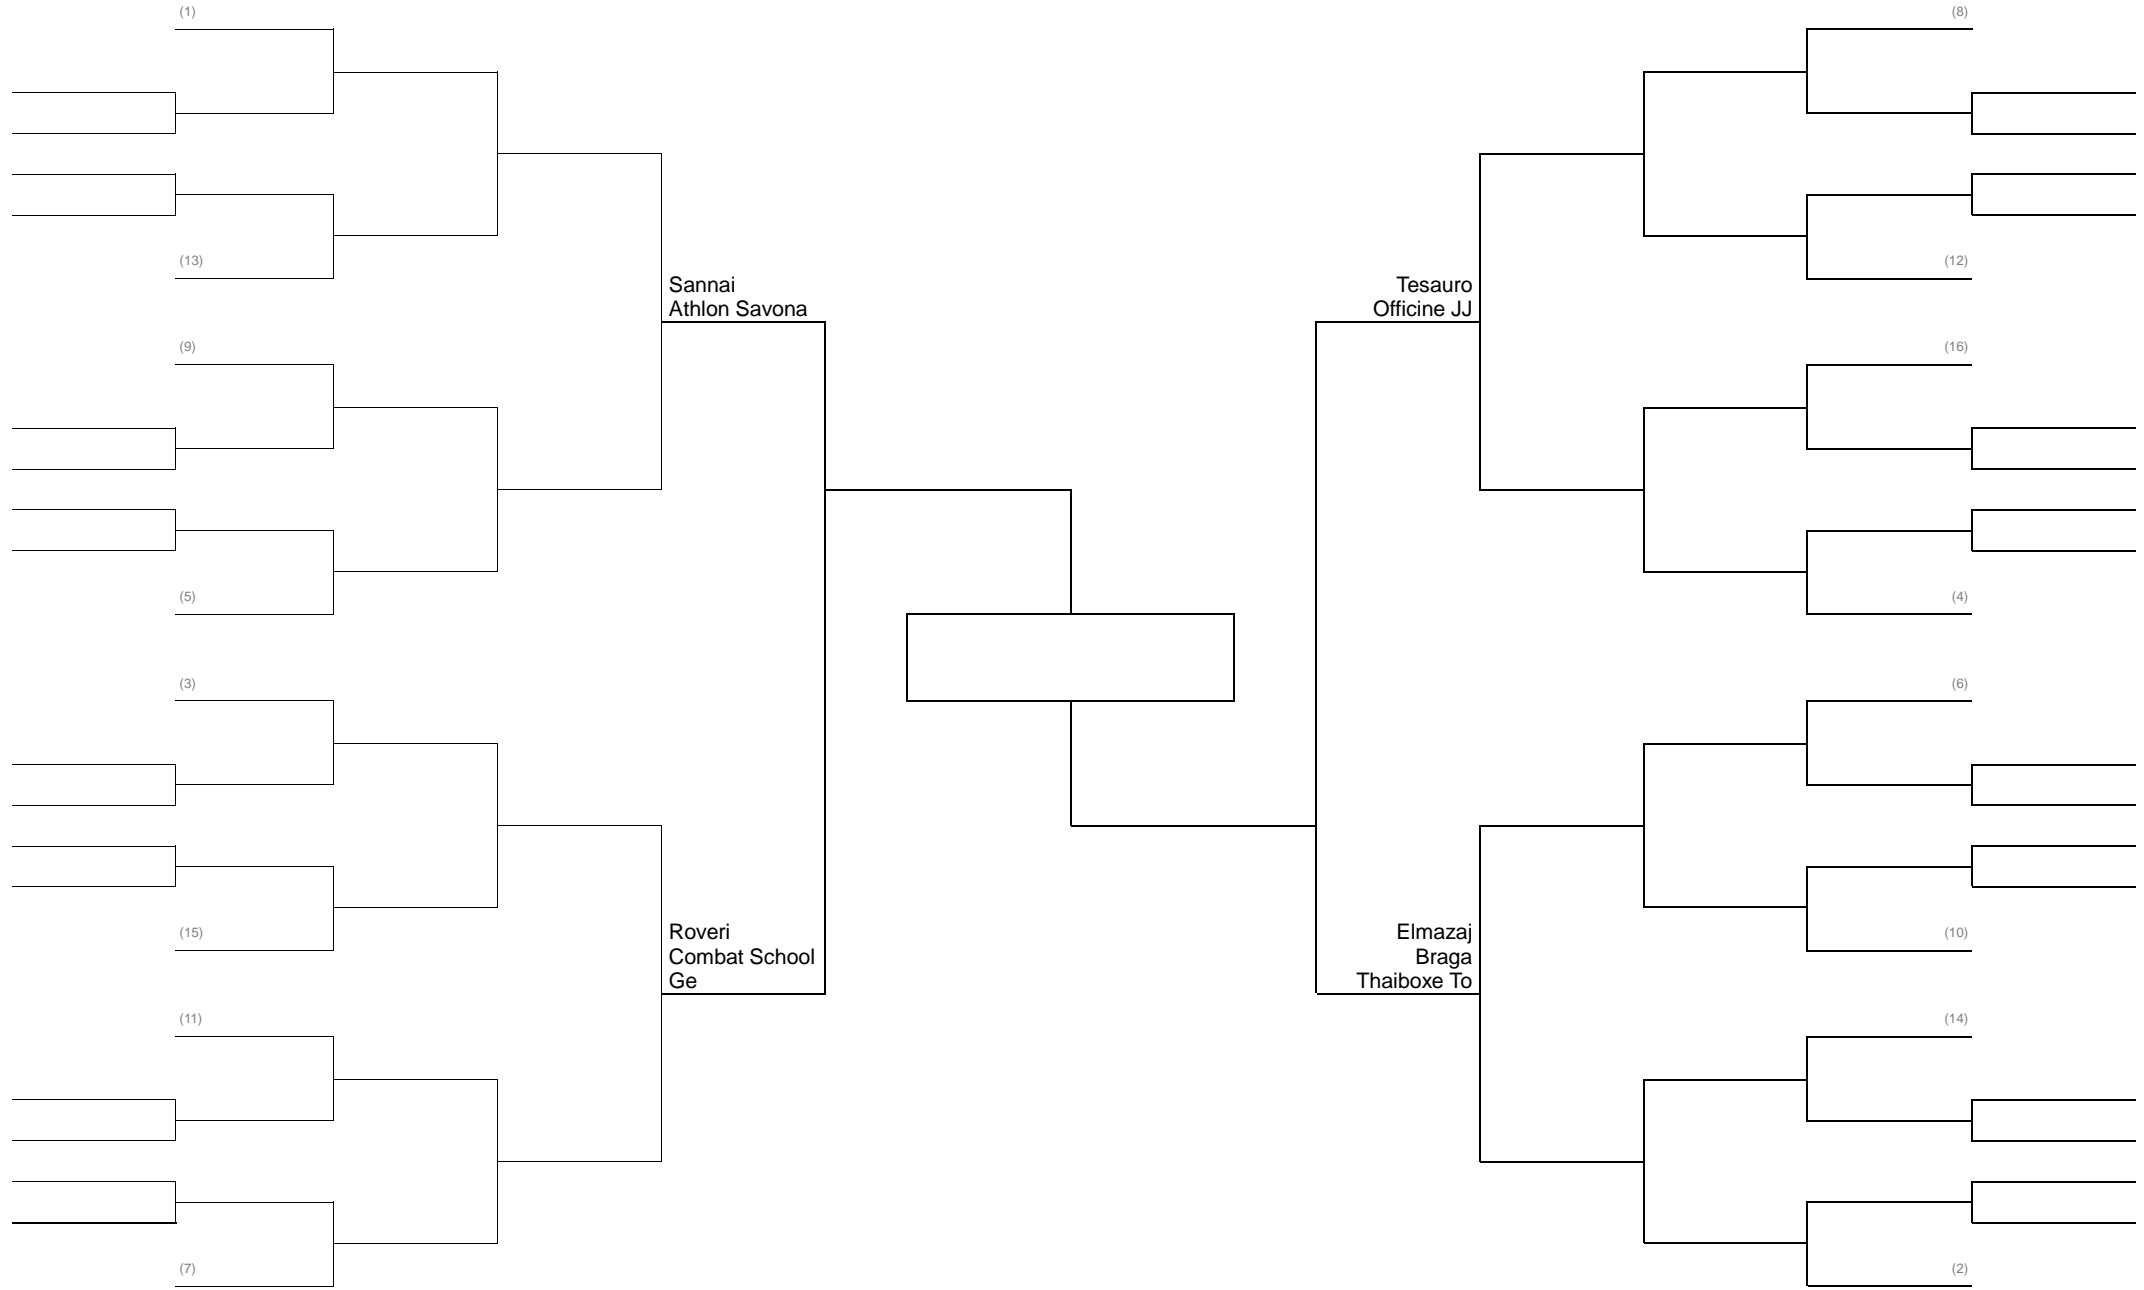 (1)
(8)
(13)
(12)
Sannai
Athlon Savona
Tesauro
Officine JJ
(9)
(16)
(5)
(4)
(3)
(6)
(15)
(10)
Roveri
Combat School
Ge
Elmazaj
Braga
Thaiboxe To
(11)
(14)
(7)
(2)